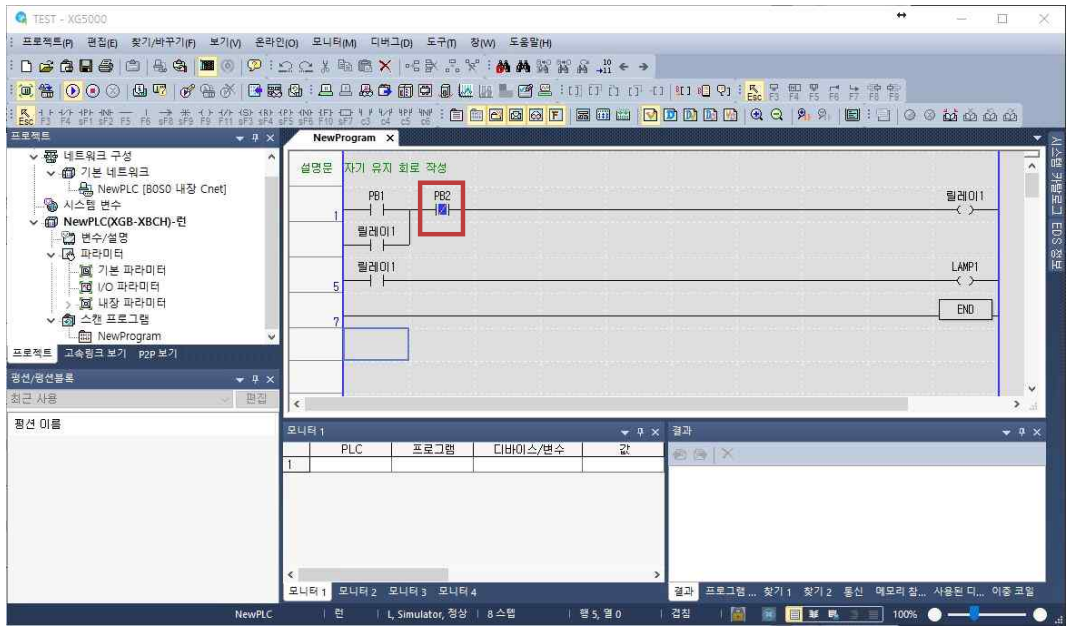 TEST - XG5000
프로젝트(P) 편집(E) 찾기/바꾸기(F) 보기(V) 온라인(O) 모니터(M) 디버그(D) 도구(T) 창(W) 도움말(H)
프로젝트
네트워크 구성
기본 네트워크
NewPLC [B0S0 내장 Cnet]
시스템 변수
NewPLC(XGB-XBCH)-런
변수/설명
파라미터
기본 파라미터
I/O 파라미터
내장 파라미터
스캔 프로그램
NewProgram
프로젝트 고속링크 보기 P2P 보기
펑션/펑션블록
최근 사용 편집
펑션 이름
NewProgram
설명문 자기 유지 회로 작성
PB1 PB2 릴레이1
1
릴레이1
릴레이1 LAMP1
5
END
7
모니터 1
PLC 프로그램 디바이스/변수 값
1
모니터 1 모니터 2 모니터 3 모니터 4
결과
결과 프로그램... 찾기 1 찾기 2 통신 메모리 참... 사용된 디... 이중 코일
시스템 카탈로그 EDS 정보
NewPLC 런 L, Simulator, 정상 8 스텝 행 5, 열 0 겹침 100%